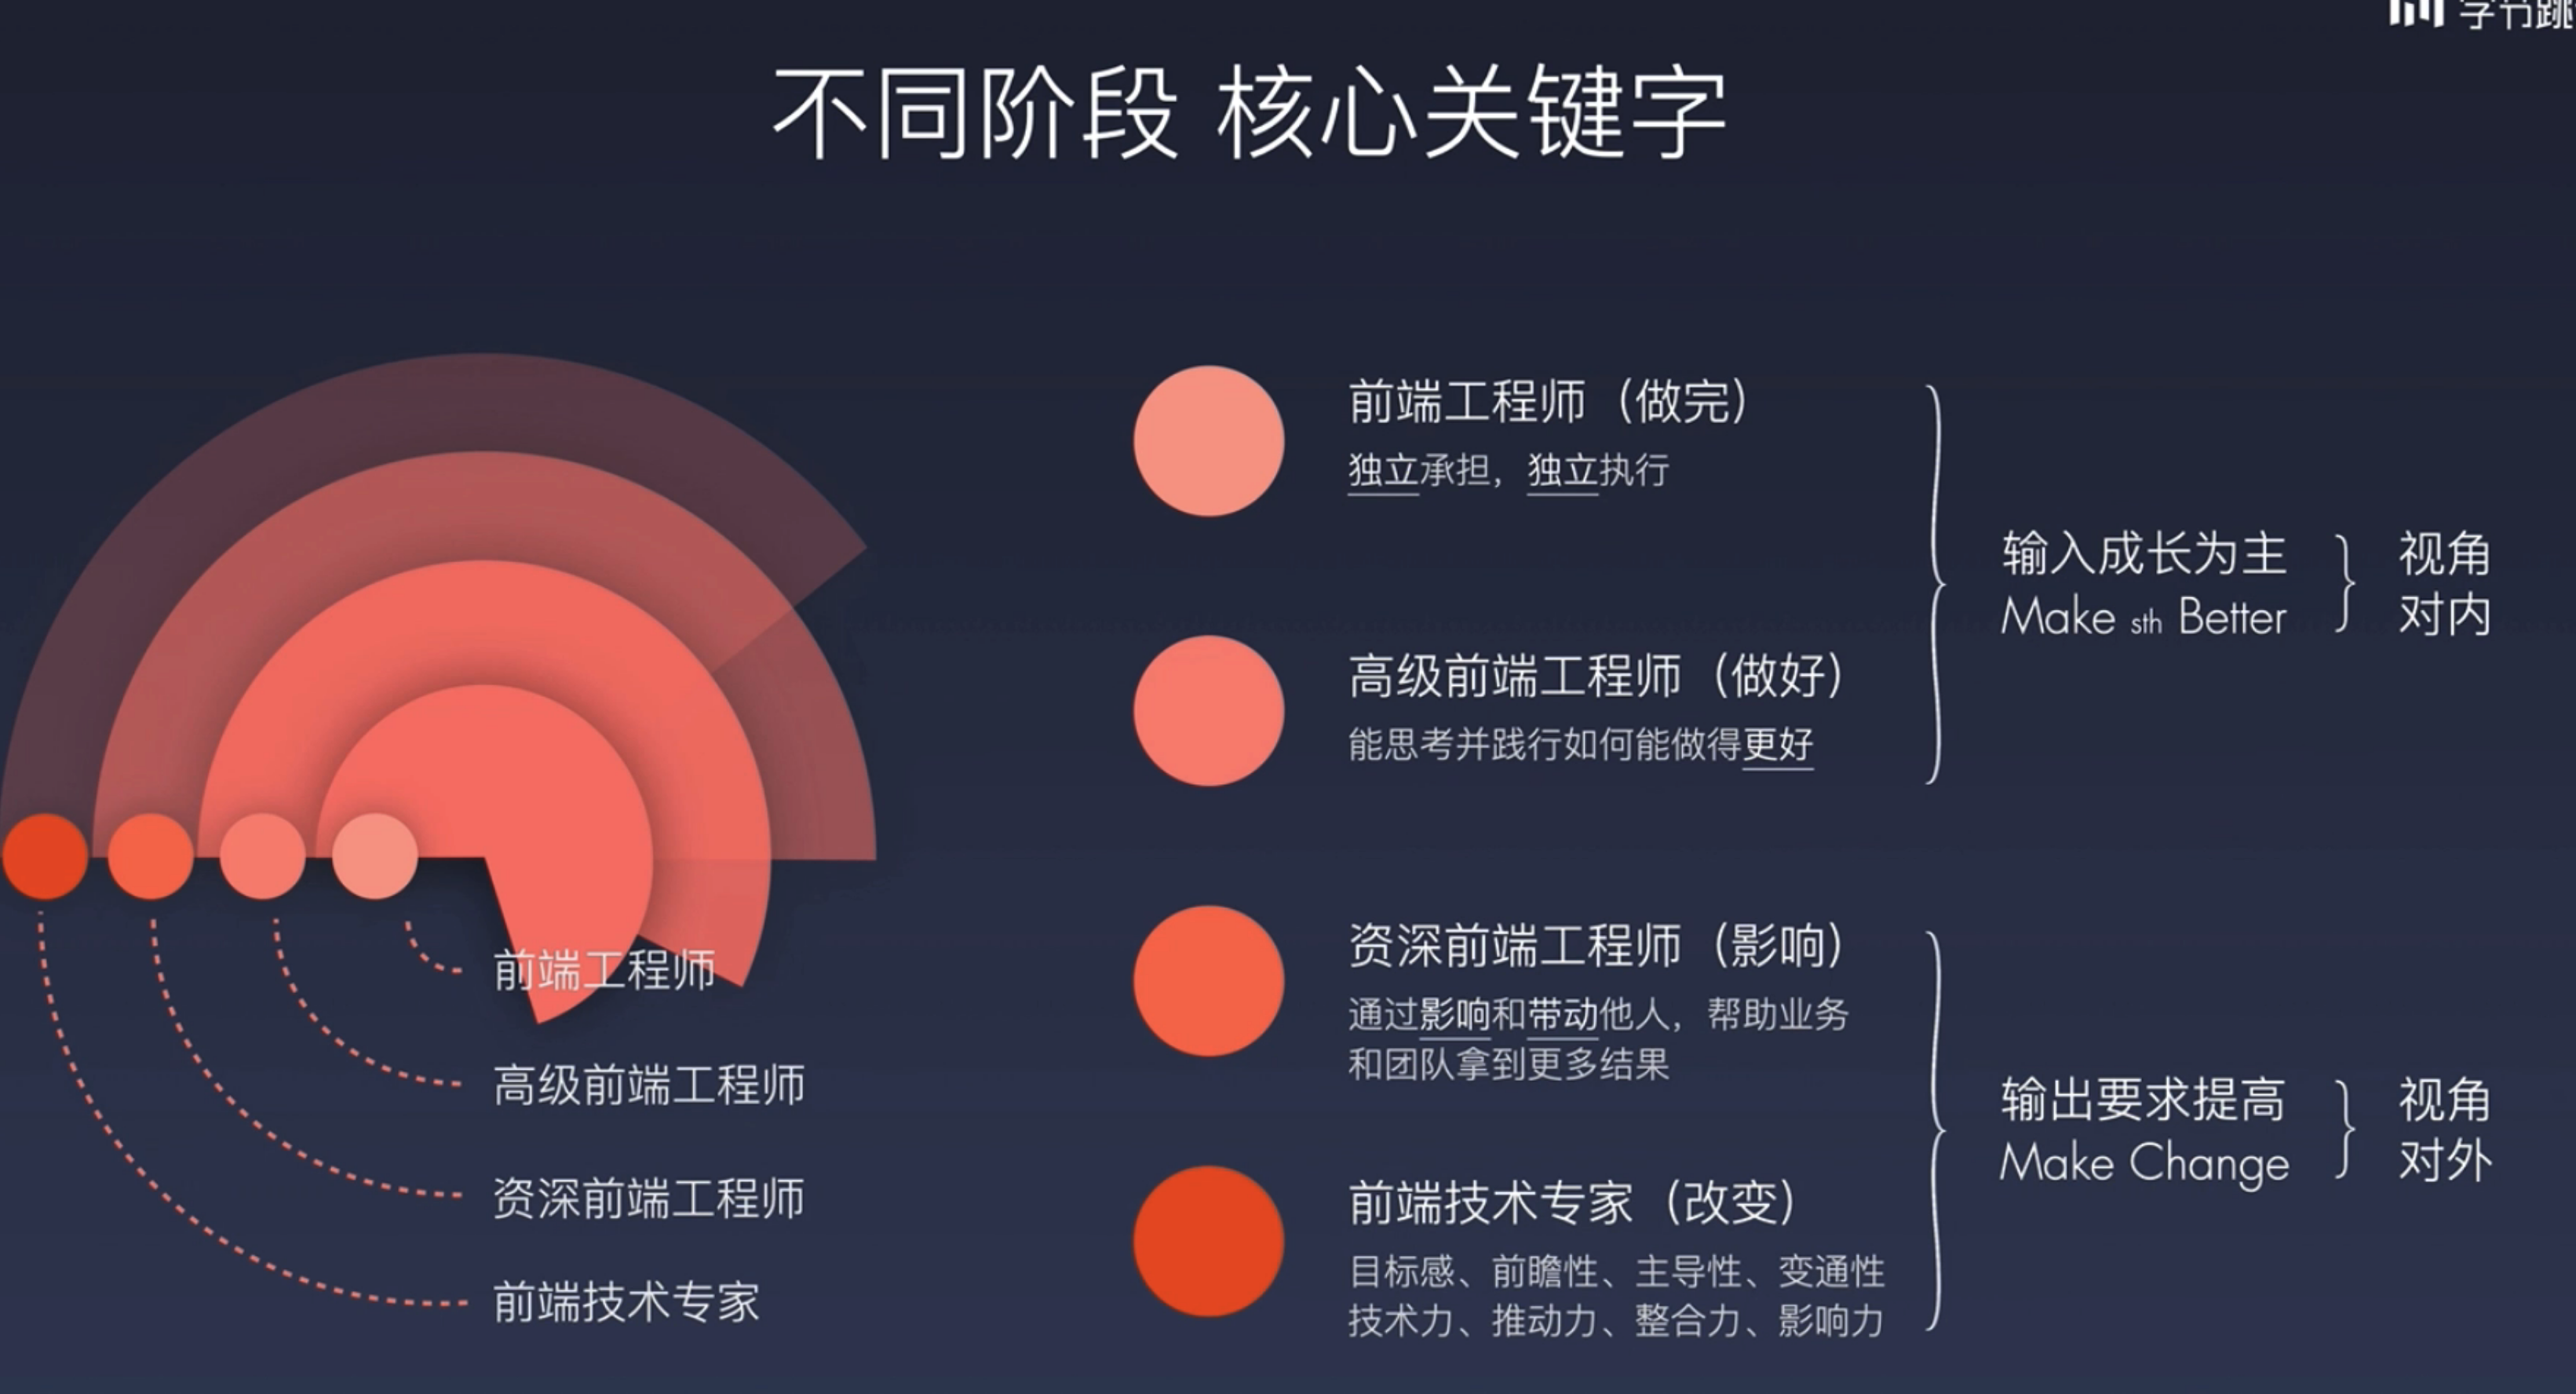 字节跳
不同阶段 核心关键字
前端工程师
高级前端工程师
资深前端工程师
前端技术专家
前端工程师（做完）
独立承担，独立执行
高级前端工程师（做好）
能思考并践行如何能做得更好
资深前端工程师（影响）
通过影响和带动他人，帮助业务
和团队拿到更多结果
前端技术专家（改变）
目标感、前瞻性、主导性、变通性
技术力、推动力、整合力、影响力
输入成长为主
Make sth Better
视角
对内
输出要求提高
Make Change
视角
对外